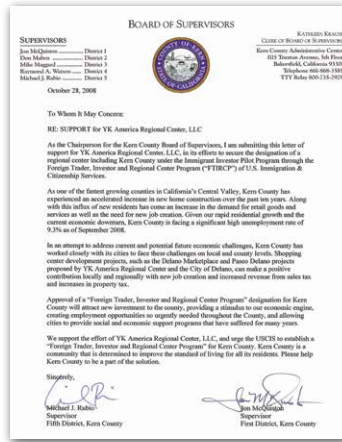 BOARD OF SUPERVISORS
SUPERVISORS
Jon McQuiston District 1
Don Maben District 2
Mike Maggard District 3
Raymond A. Watson District 4
Michael J. Rubio District 5
KATHLEEN KRAUSE
CLERK OF BOARD OF SUPERVISORS
Kern County Administrative Center
1115 Truxtun Avenue, 5th Floor
Bakersfield, California 93301
Telephone 661-868-3585
TTY Relay 800-735-2929
October 28, 2008
To Whom It May Concern:
RE: SUPPORT for YK America Regional Center, LLC
As the Chairperson for the Kern County Board of Supervisors, I am submitting this letter of
support for YK America Regional Center, LLC, in its efforts to secure the designation of a
regional center including Kern County under the Immigrant Investor Pilot Program through the
Foreign Trader, Investor and Regional Center Program ("FTIRCP") of U.S. Immigration &
Citizenship Services.
As one of the fastest growing counties in California's Central Valley, Kern County has
experienced an accelerated increase in new home construction over the past ten years. Along
with this influx of new residents has come an increase in the demand for retail goods and
services as well as the need for new job creation. Given our rapid residential growth and the
current economic downturn, Kern County is facing a significant high unemployment rate of
9.3% as of September 2008.
In an attempt to address current and potential future economic challenges, Kern County has
worked closely with its cities to face these challenges on local and county levels. Shopping
center development projects, such as the Delano Marketplace and Paseo Delano projects
proposed by YK America Regional Center and the City of Delano, can make a positive
contribution locally and regionally with new job creation and increased revenue from sales tax
and increases in property tax.
Approval of a "Foreign Trader, Investor and Regional Center Program" designation for Kern
County will attract new investment to the county, providing a stimulus to our economic engine,
creating employment opportunities so urgently needed throughout the County, and allowing
cities to provide social and economic support programs that have suffered for many years.
We support the effort of YK America Regional Center, LLC, and urge the USCIS to establish a
"Foreign Trader, Investor and Regional Center Program" for Kern County. Kern County is a
community that is determined to improve the standard of living for all its residents. Please help
Kern County to be a part of the solution.
Sincerely,
Michael J. Rubio
Supervisor
Fifth District, Kern County
Jon McQuiston
Supervisor
First District, Kern County